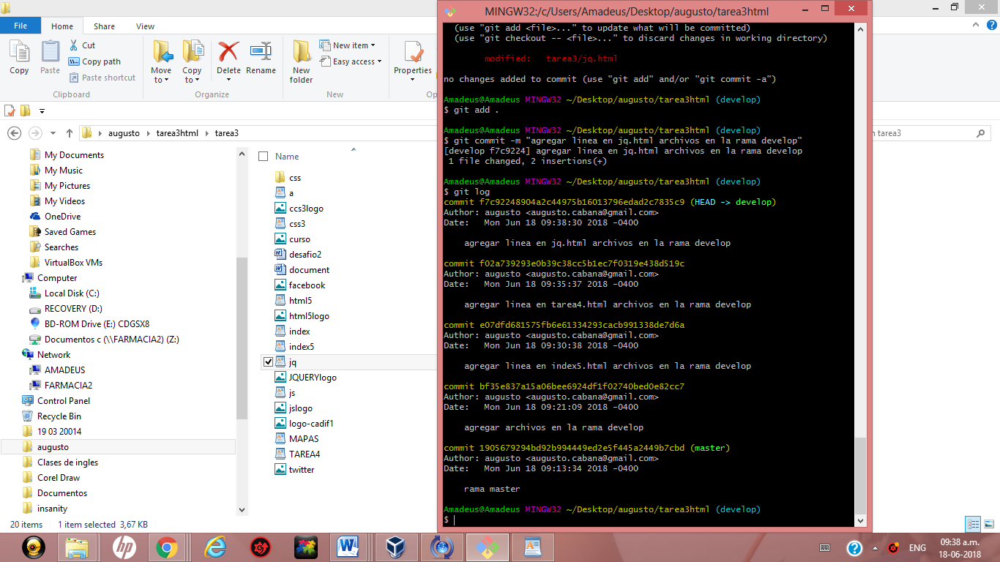 MINGW32:/c/Users/Amadeus/Desktop/augusto/tarea3html
File Home Share View
Cut
Copy path
Paste shortcut
Copy Paste
Clipboard
Move to Copy to Delete Rename
Organize
New folder
New item
Easy access
New
Properties
Op
augusto tarea3html tarea3
n tarea3
My Documents
My Music
My Pictures
My Videos
OneDrive
Saved Games
Searches
VirtualBox VMs
Computer
Local Disk (C:)
RECOVERY (D:)
BD-ROM Drive (E:) CDGSX8
Documentos c (\\FARMACIA2) (Z:)
Network
AMADEUS
FARMACIA2
Control Panel
Recycle Bin
19 03 20014
augusto
Clases de ingles
Corel Draw
Documentos
insanity
Name
css
a
ccs3logo
css3
curso
desafio2
document
facebook
html5
html5logo
index
index5
jq
JQUERYlogo
js
jslogo
logo-cadif1
MAPAS
TAREA4
twitter
20 items 1 item selected 3,67 KB
(use "git add <file>..." to update what will be committed)
(use "git checkout -- <file>..." to discard changes in working directory)
modified: tarea3/jq.html
no changes added to commit (use "git add" and/or "git commit -a")
Amadeus@Amadeus MINGW32 ~/Desktop/augusto/tarea3html (develop)
$ git add .
Amadeus@Amadeus MINGW32 ~/Desktop/augusto/tarea3html (develop)
$ git commit -m "agregar linea en jq.html archivos en la rama develop"
[develop f7c9224] agregar linea en jq.html archivos en la rama develop
1 file changed, 2 insertions(+)
Amadeus@Amadeus MINGW32 ~/Desktop/augusto/tarea3html (develop)
$ git log
commit f7c92248904a2c44975b16013796edad2c7835c9 (HEAD -> develop)
Author: augusto <augusto.cabana@gmail.com>
Date: Mon Jun 18 09:38:30 2018 -0400
agregar linea en jq.html archivos en la rama develop
commit f02a739293e0b39c38cc5b1ec7f0319e438d519c
Author: augusto <augusto.cabana@gmail.com>
Date: Mon Jun 18 09:35:37 2018 -0400
agregar linea en tarea4.html archivos en la rama develop
commit e07dfd681575fb6e61334293cacb991338de7d6a
Author: augusto <augusto.cabana@gmail.com>
Date: Mon Jun 18 09:30:38 2018 -0400
agregar linea en index5.html archivos en la rama develop
commit bf35e837a15a06bee6924df1f02740bed0e82cc7
Author: augusto <augusto.cabana@gmail.com>
Date: Mon Jun 18 09:21:09 2018 -0400
agregar archivos en la rama develop
commit 1905679294bd92b994449ed2e5f445a2449b7cbd (master)
Author: augusto <augusto.cabana@gmail.com>
Date: Mon Jun 18 09:13:34 2018 -0400
rama master
Amadeus@Amadeus MINGW32 ~/Desktop/augusto/tarea3html (develop)
$
ENG
09:38 a.m.
18-06-2018